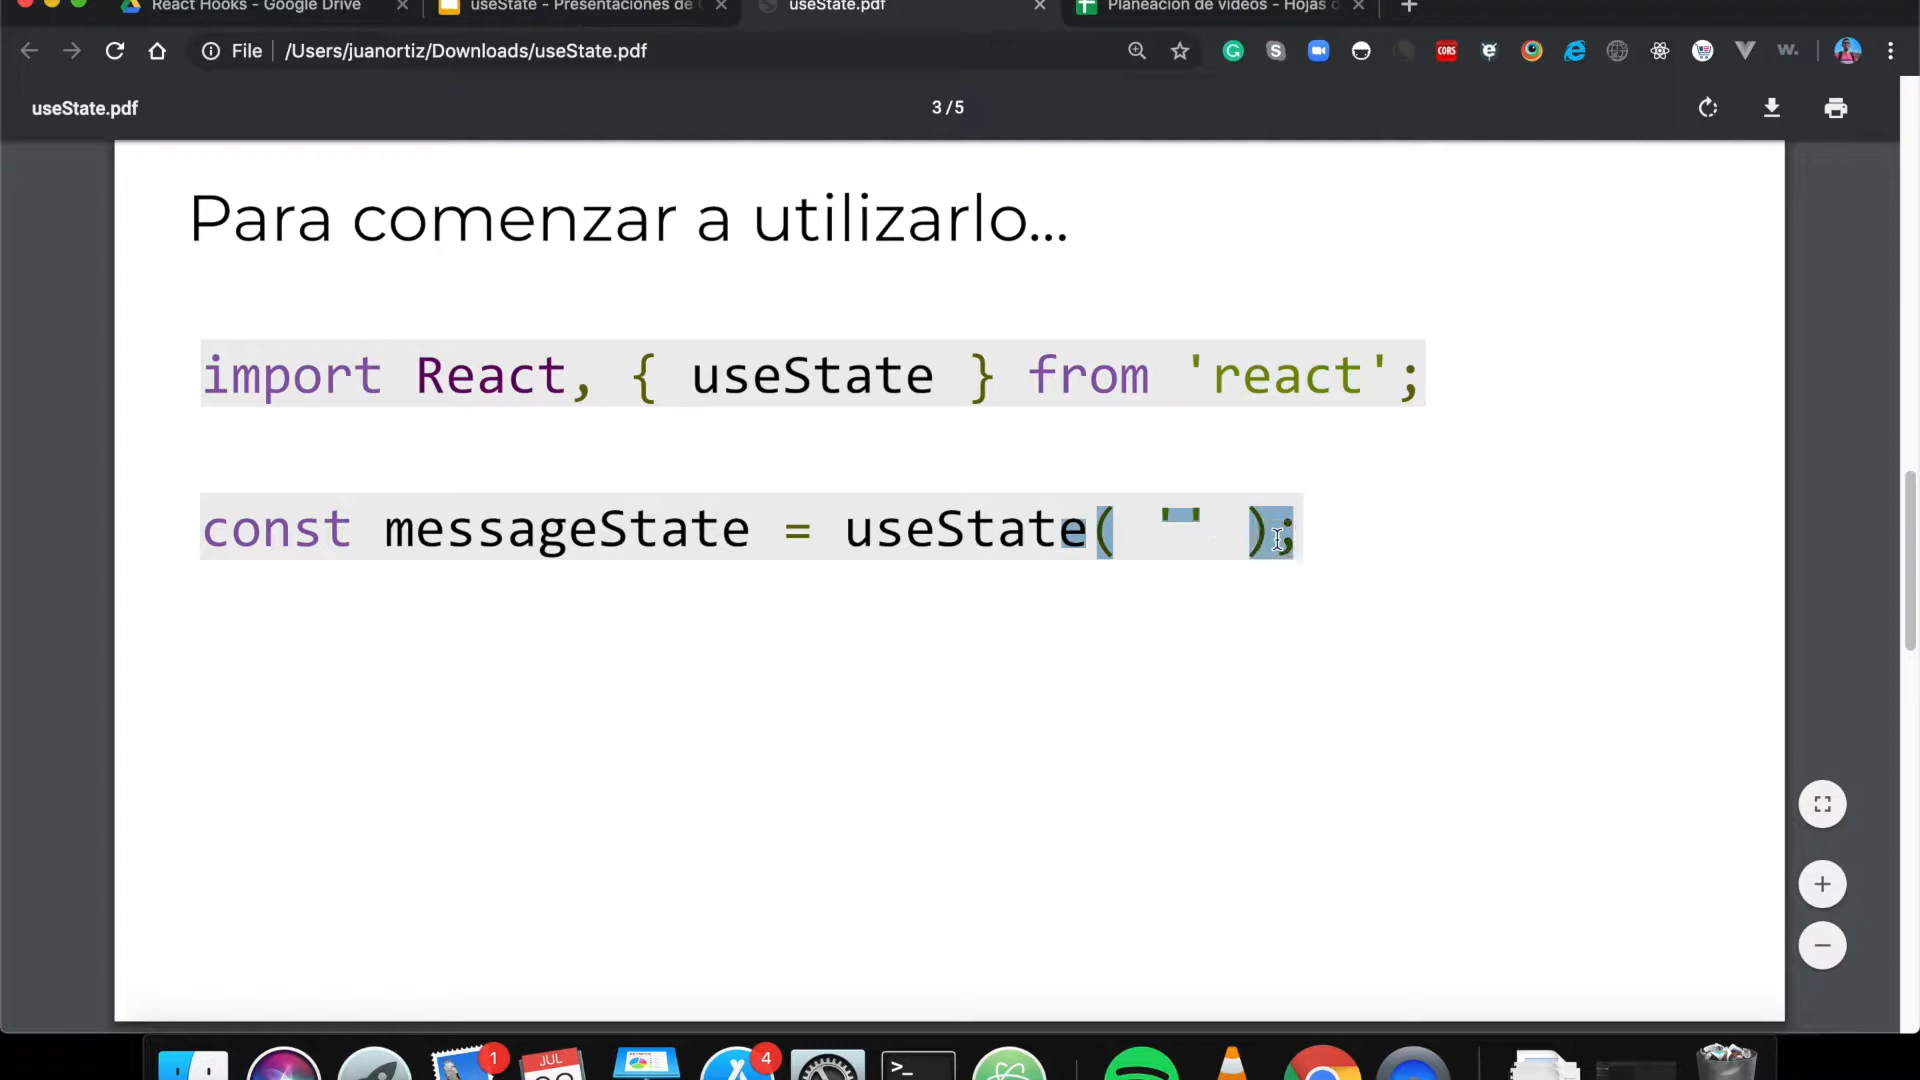 React Hooks - Google Drive
useState - Presentaciones de
useState.pdf
Planeación de videos - Hojas d
File
/Users/juanortiz/Downloads/useState.pdf
CORS
w.
useState.pdf
3 / 5
Para comenzar a utilizarlo...
import React, { useState } from 'react';
const messageState = useState( '' );
1
JUL
4
>_